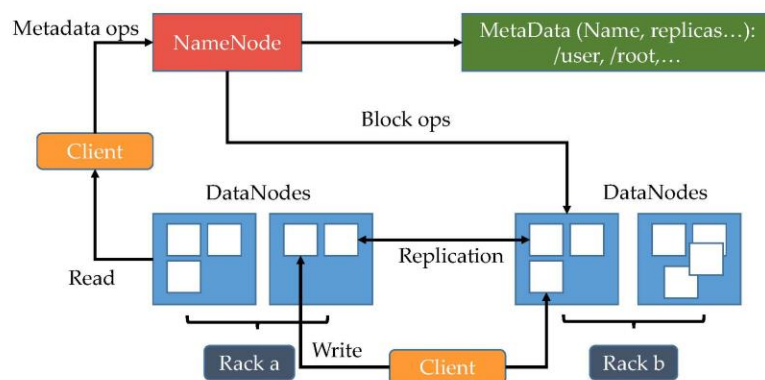 Metadata ops
NameNode
MetaData (Name, replicas…):
/user, /root,…
Block ops
Client
DataNodes
DataNodes
Replication
Read
Write
Rack a
Client
Rack b